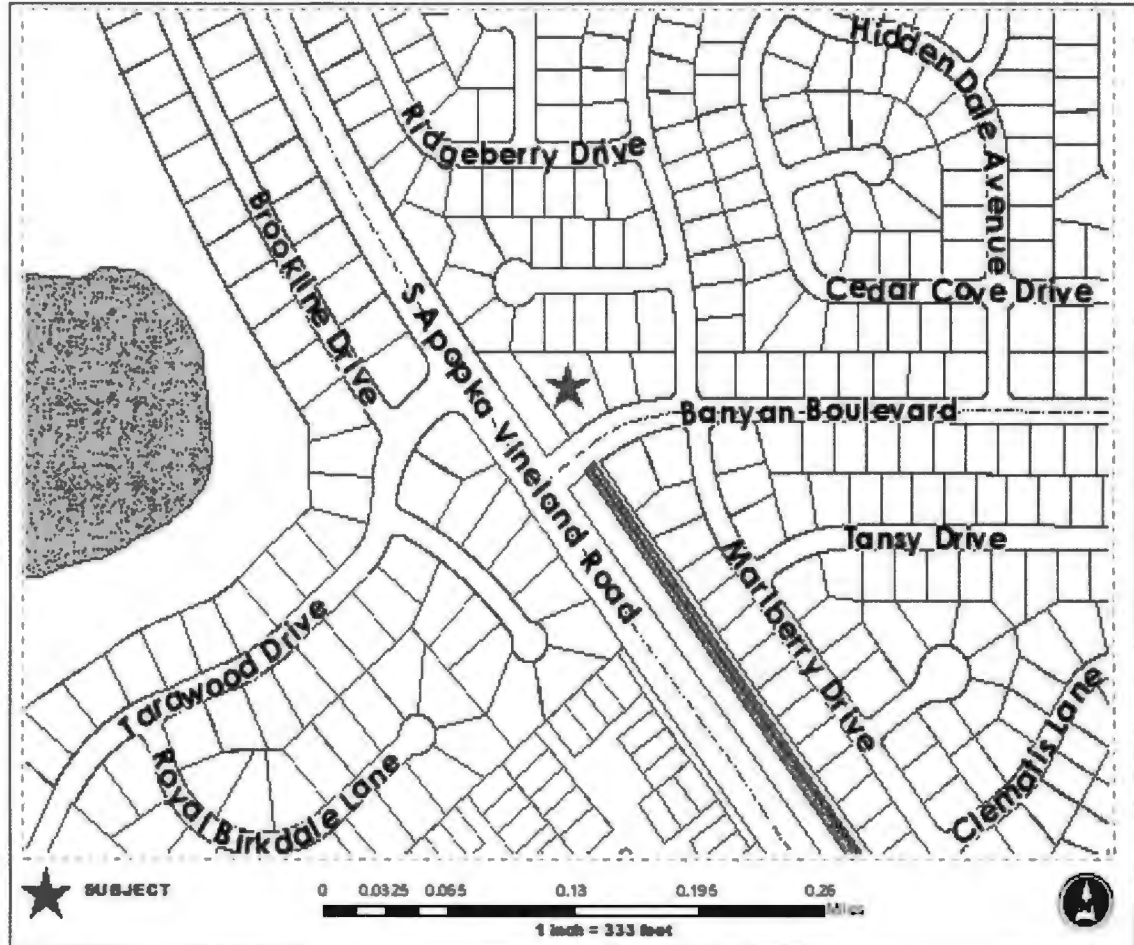 Hidden Dale Avenue
Ridgeberry Drive
Brookline Drive
S Apopka Vineland Road
Cedar Cove Drive
Banyan Boulevard
Tansy Drive
Marlberry Drive
Tarawood Drive
Royal Birkdale Lane
Clematis Lane
SUBJECT
0 0.0325 0.065 0.13 0.195 0.26
Miles
1 inch = 333 feet